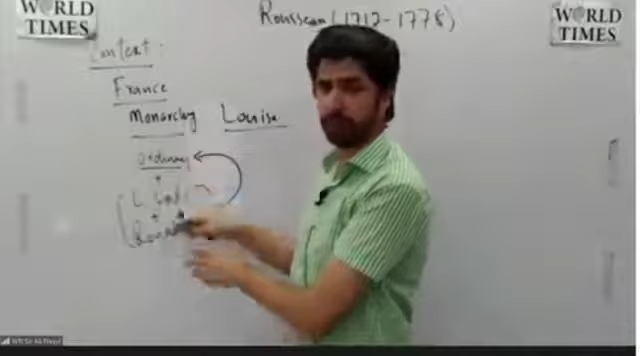 WORLD TIMES
Rousseau (1712-1778)
WORLD TIMES
Context:
France
Monarchy Louise
ordinary